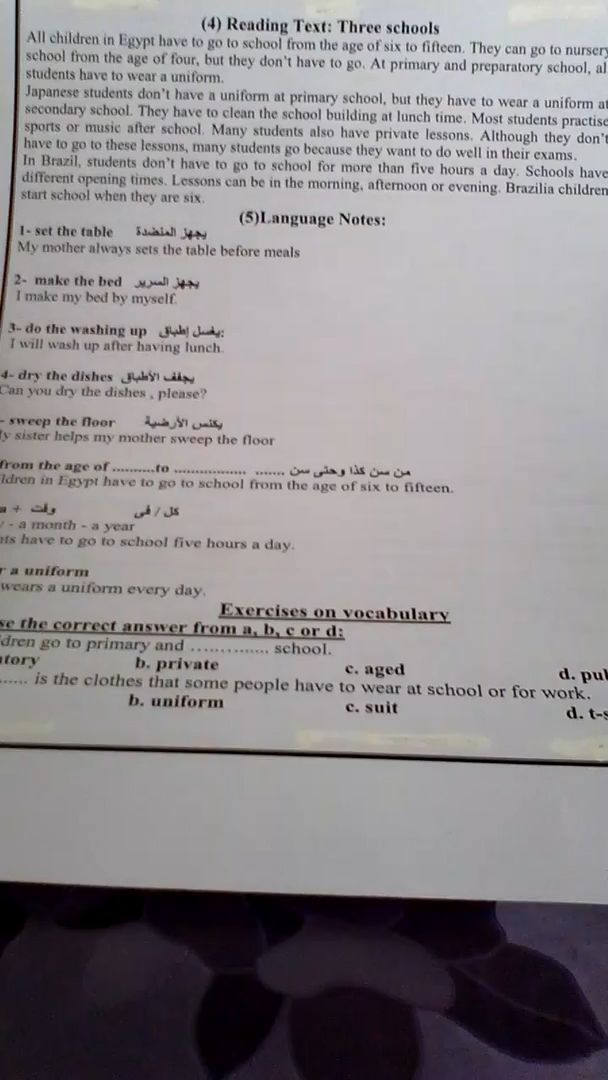 (4) Reading Text: Three schools
All children in Egypt have to go to school from the age of six to fifteen. They can go to nursery
school from the age of four, but they don't have to go. At primary and preparatory school, al
students have to wear a uniform.
Japanese students don't have a uniform at primary school, but they have to wear a uniform at
secondary school. They have to clean the school building at lunch time. Most students practise
sports or music after school. Many students also have private lessons. Although they don't
have to go to these lessons, many students go because they want to do well in their exams.
In Brazil, students don't have to go to school for more than five hours a day. Schools have
different opening times. Lessons can be in the morning, afternoon or evening. Brazilia children
start school when they are six.
(5)Language Notes:
1- set the table يجهز المنضدة
My mother always sets the table before meals
2- make the bed يجهز السرير
I make my bed by myself.
3- do the washing up يغسل إطباق:
I will wash up after having lunch.
4- dry the dishes يجفف الأطباق
Can you dry the dishes , please?
- sweep the floor يكنس الأرضية
y sister helps my mother sweep the floor
from the age of ..........to ................. ....... من سن كذا وحتى سن
ldren in Egypt have to go to school from the age of six to fifteen.
a + وقت كل / فى
- a month - a year
nts have to go to school five hours a day.
r a uniform
wears a uniform every day.
Exercises on vocabulary
se the correct answer from a, b, c or d:
dren go to primary and .............. school.
atory b. private c. aged d. pul
...... is the clothes that some people have to wear at school or for work.
b. uniform c. suit d. t-s